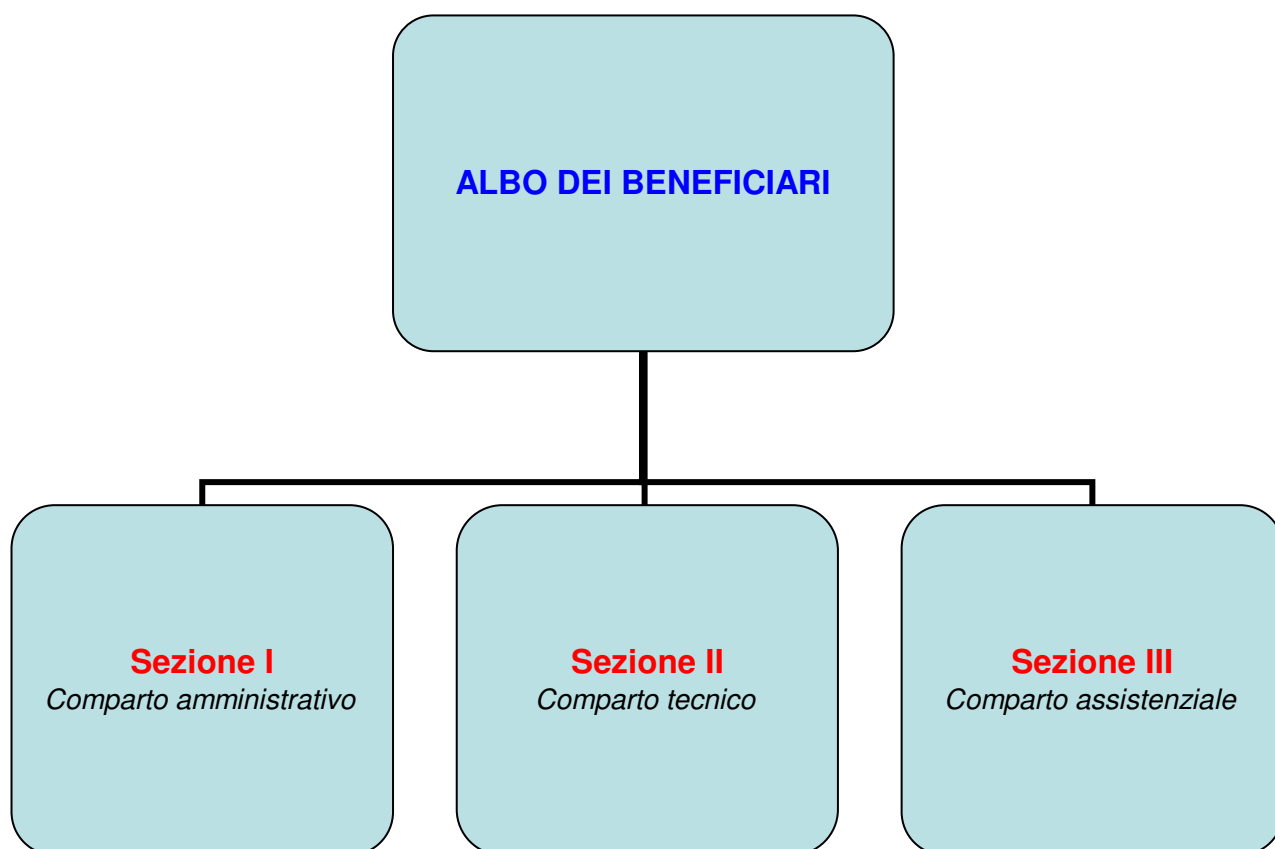 ALBO DEI BENEFICIARI
Sezione I
Comparto amministrativo
Sezione II
Comparto tecnico
Sezione III
Comparto assistenziale